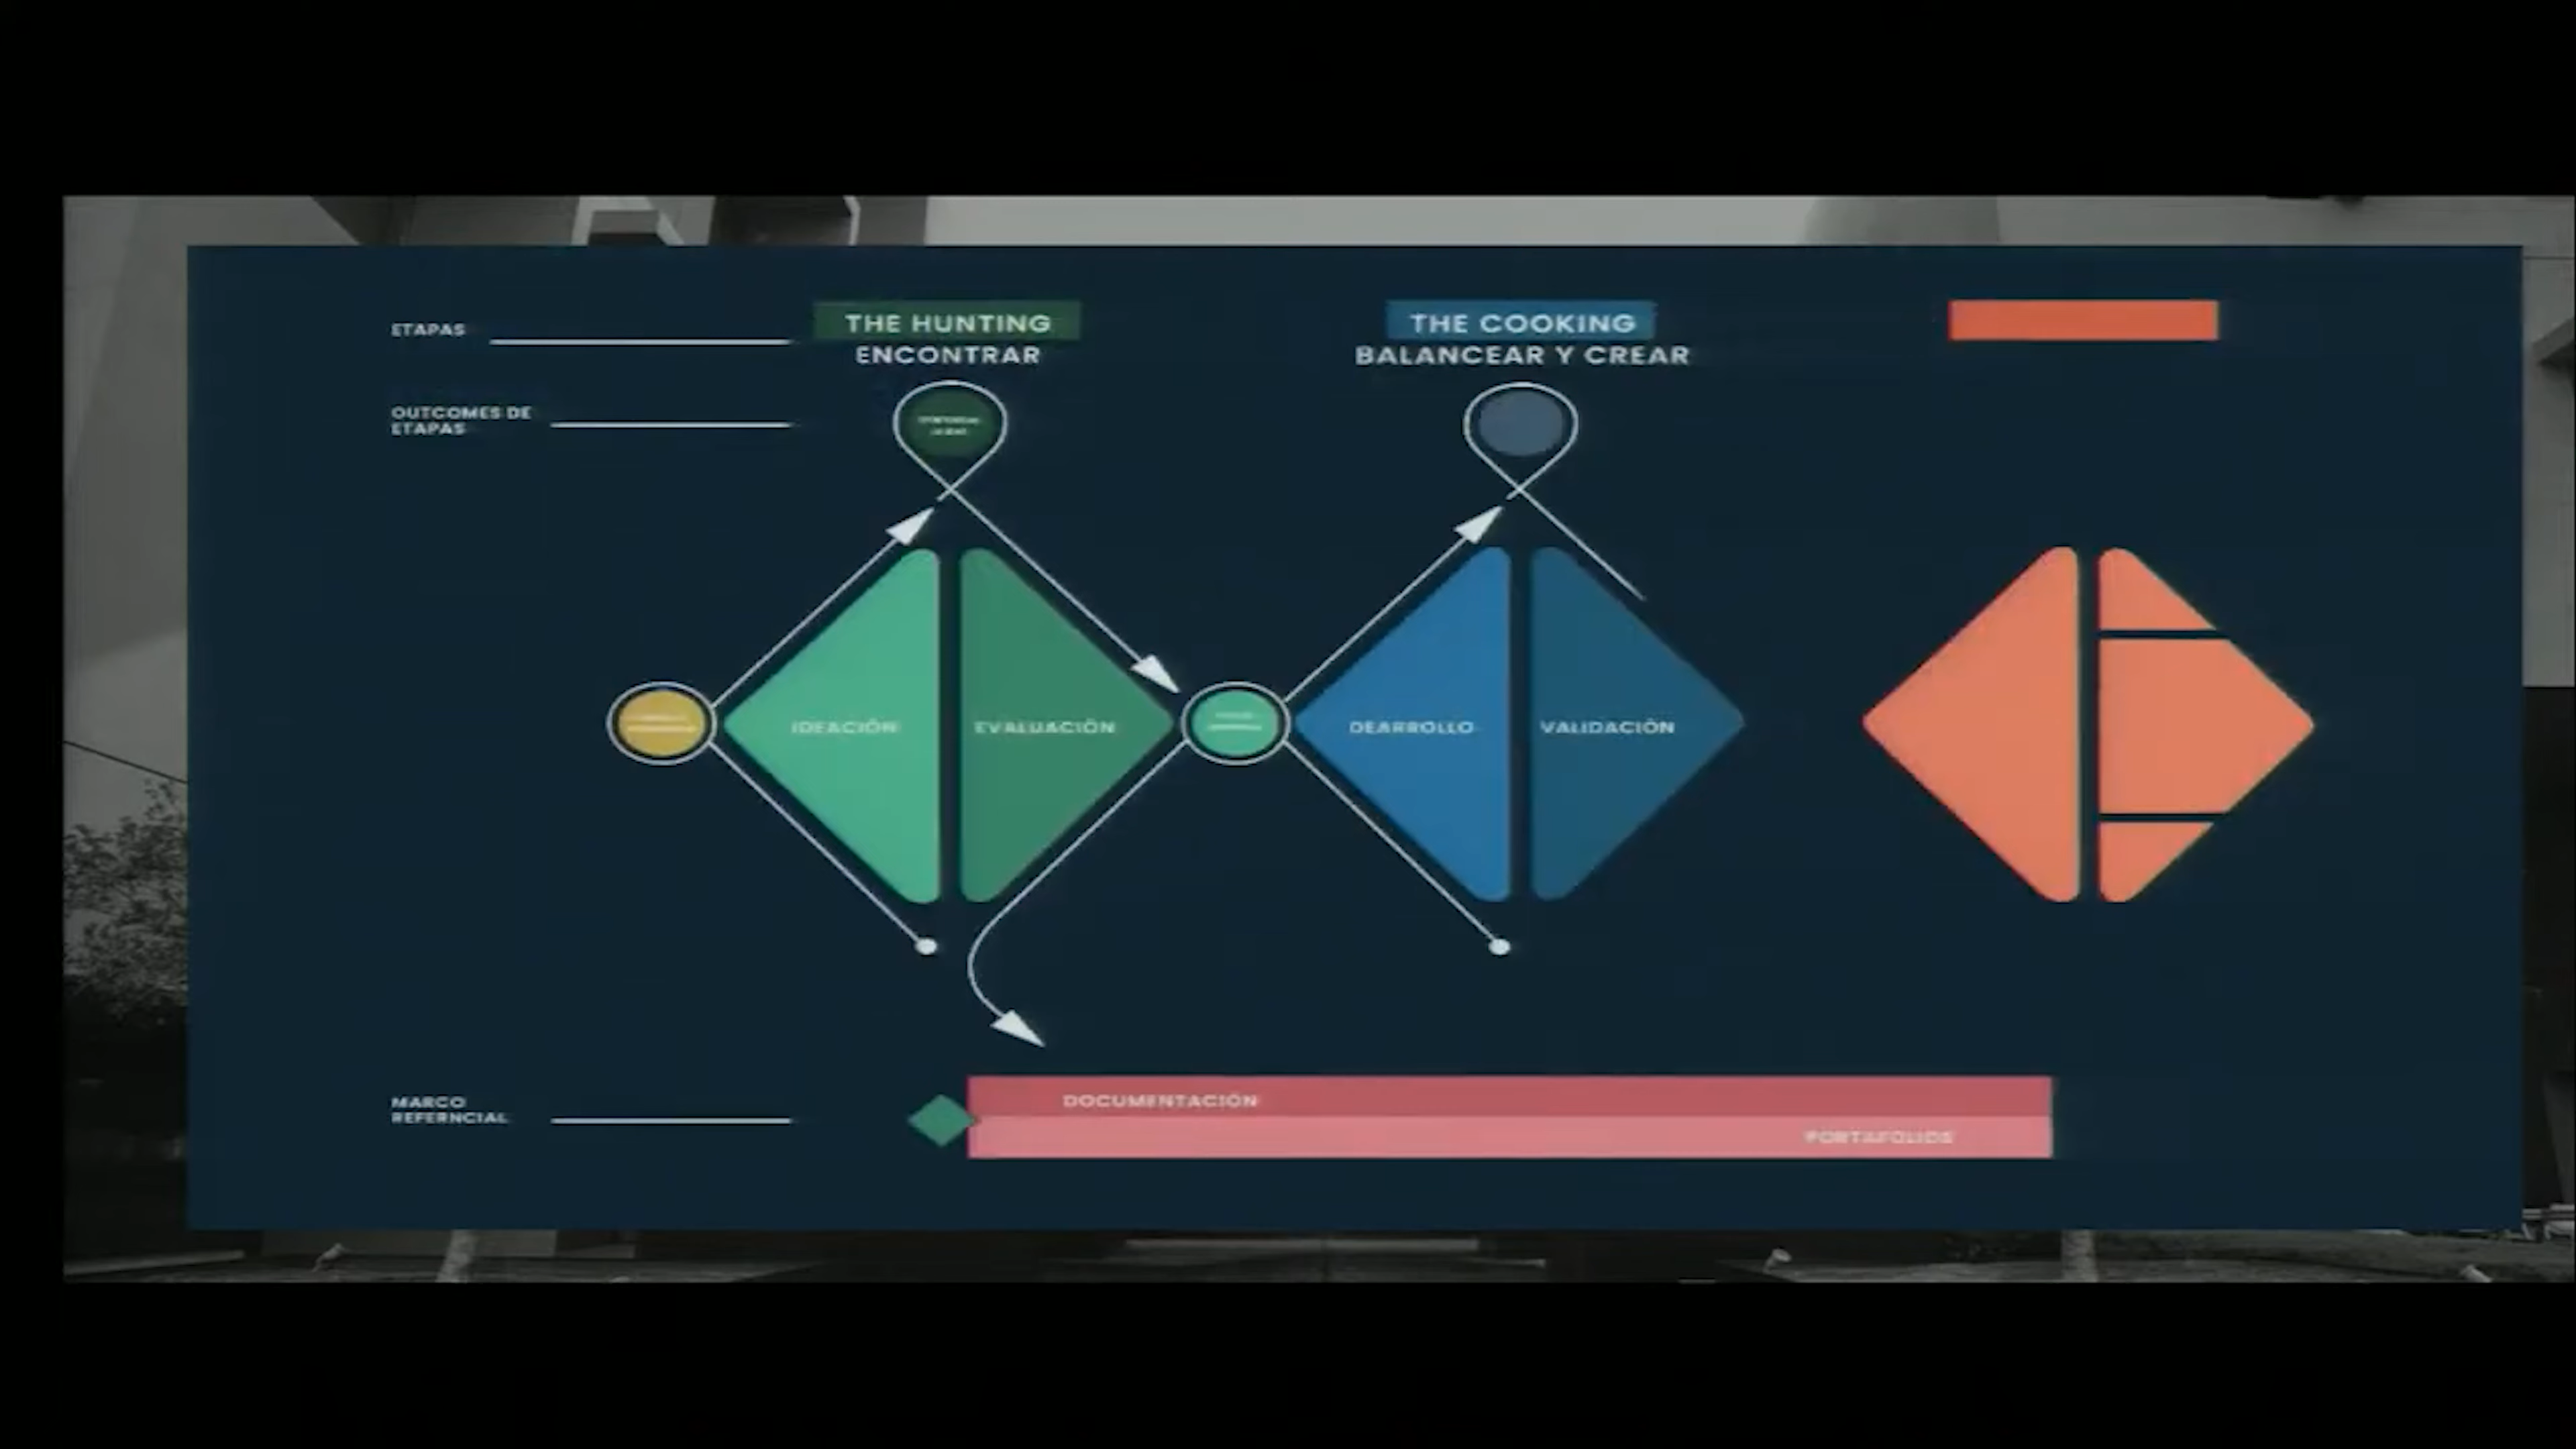 ETAPAS
THE HUNTING
ENCONTRAR
THE COOKING
BALANCEAR Y CREAR
OUTCOMES DE
ETAPAS
IDEACIÓN
EVALUACIÓN
DEARROLLO
VALIDACIÓN
MARCO
REFERNCIAL
DOCUMENTACIÓN
PORTAFOLIOS